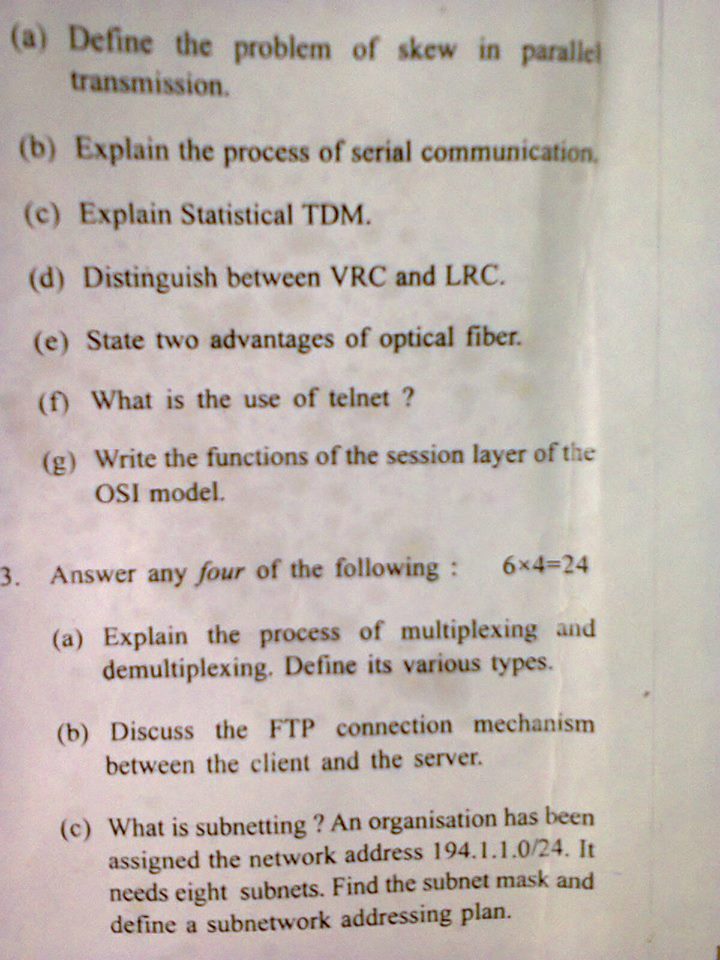 (a) Define the problem of skew in parallel
transmission.
(b) Explain the process of serial communication.
(c) Explain Statistical TDM.
(d) Distinguish between VRC and LRC.
(e) State two advantages of optical fiber.
(f) What is the use of telnet ?
(g) Write the functions of the session layer of the
OSI model.
3. Answer any four of the following : 6×4=24
(a) Explain the process of multiplexing and
demultiplexing. Define its various types.
(b) Discuss the FTP connection mechanism
between the client and the server.
(c) What is subnetting ? An organisation has been
assigned the network address 194.1.1.0/24. It
needs eight subnets. Find the subnet mask and
define a subnetwork addressing plan.